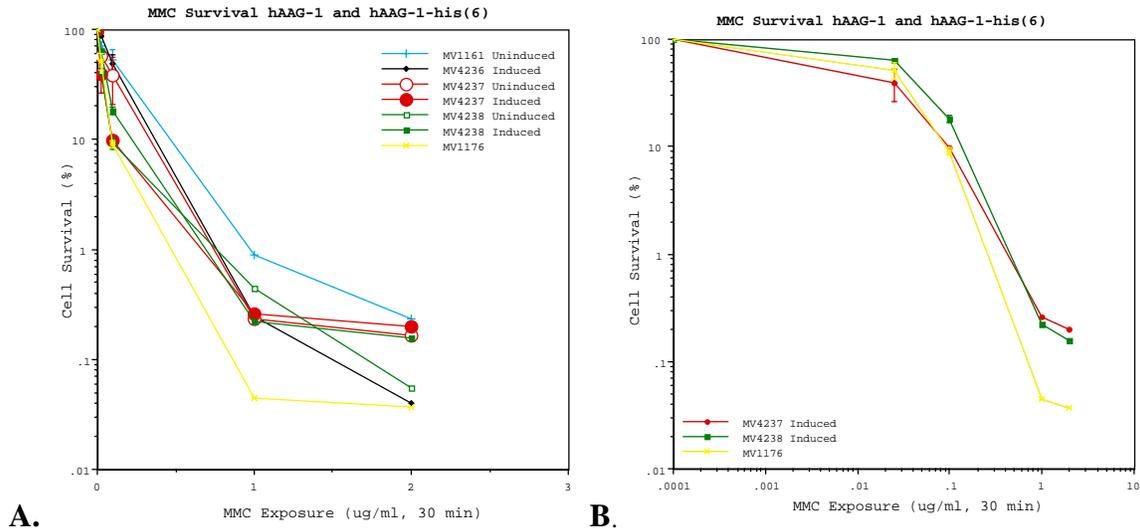 MMC Survival hAAG-1 and hAAG-1-his(6)
100
10
1
.1
.01
Cell Survival (%)
MV1161 Uninduced
MV4236 Induced
MV4237 Uninduced
MV4237 Induced
MV4238 Uninduced
MV4238 Induced
MV1176
0
1
2
3
MMC Exposure (ug/ml, 30 min)
A.
MMC Survival hAAG-1 and hAAG-1-his(6)
100
10
1
.1
.01
Cell Survival (%)
MV4237 Induced
MV4238 Induced
MV1176
.0001
.001
.01
.1
1
10
MMC Exposure (ug/ml, 30 min)
B.